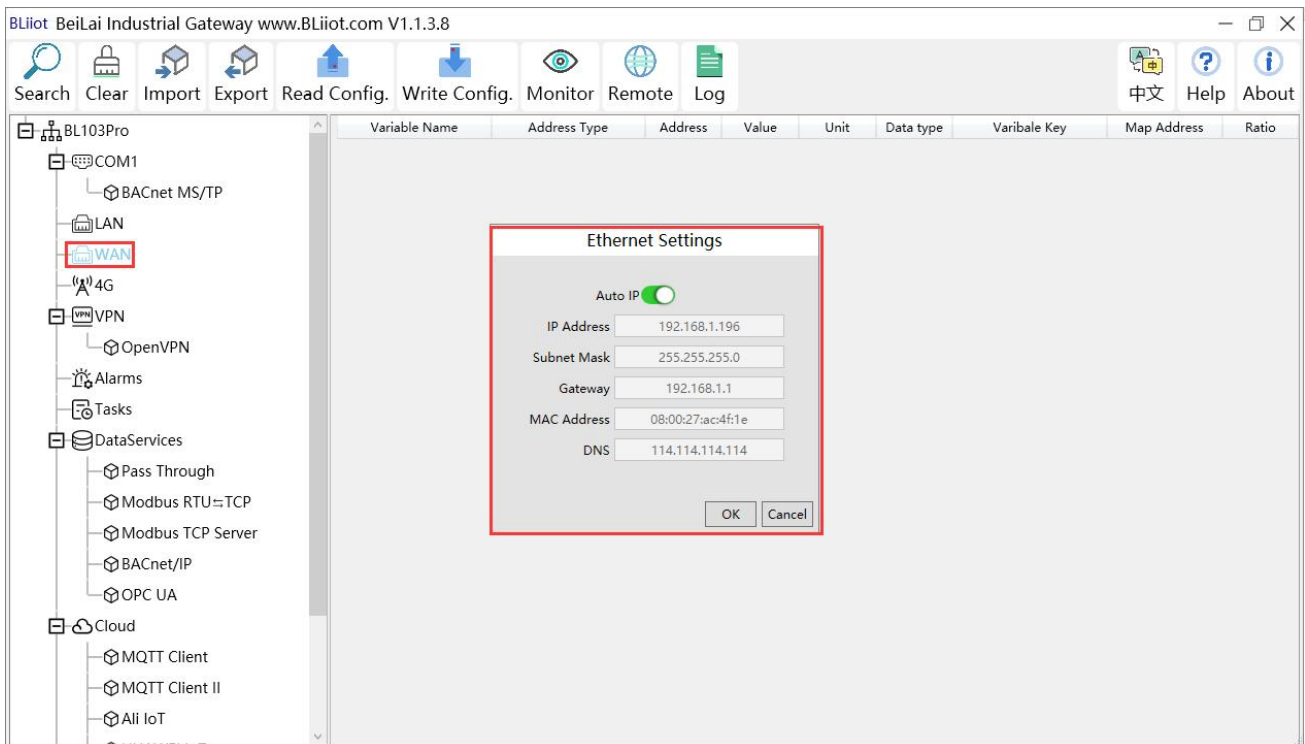 BLiiot BeiLai Industrial Gateway www.BLiiot.com V1.1.3.8
Search Clear Import Export Read Config. Write Config. Monitor Remote Log 中文 Help About
Variable Name Address Type Address Value Unit Data type Varibale Key Map Address Ratio
BL103Pro
COM1
BACnet MS/TP
LAN
WAN
4G
VPN VPN
OpenVPN
Alarms
Tasks
DataServices
Pass Through
Modbus RTU⇆TCP
Modbus TCP Server
BACnet/IP
OPC UA
Cloud
MQTT Client
MQTT Client II
Ali IoT
Ethernet Settings
Auto IP
IP Address 192.168.1.196
Subnet Mask 255.255.255.0
Gateway 192.168.1.1
MAC Address 08:00:27:ac:4f:1e
DNS 114.114.114.114
OK Cancel